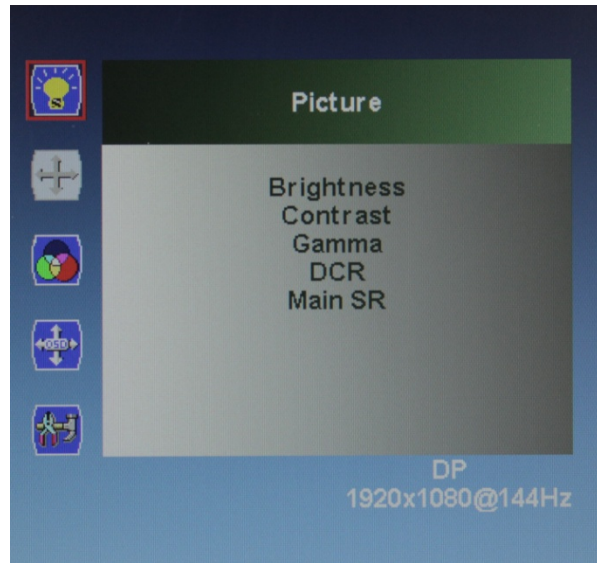 Picture
Brightness
Contrast
Gamma
DCR
Main SR
OSD
DP
1920x1080@144Hz